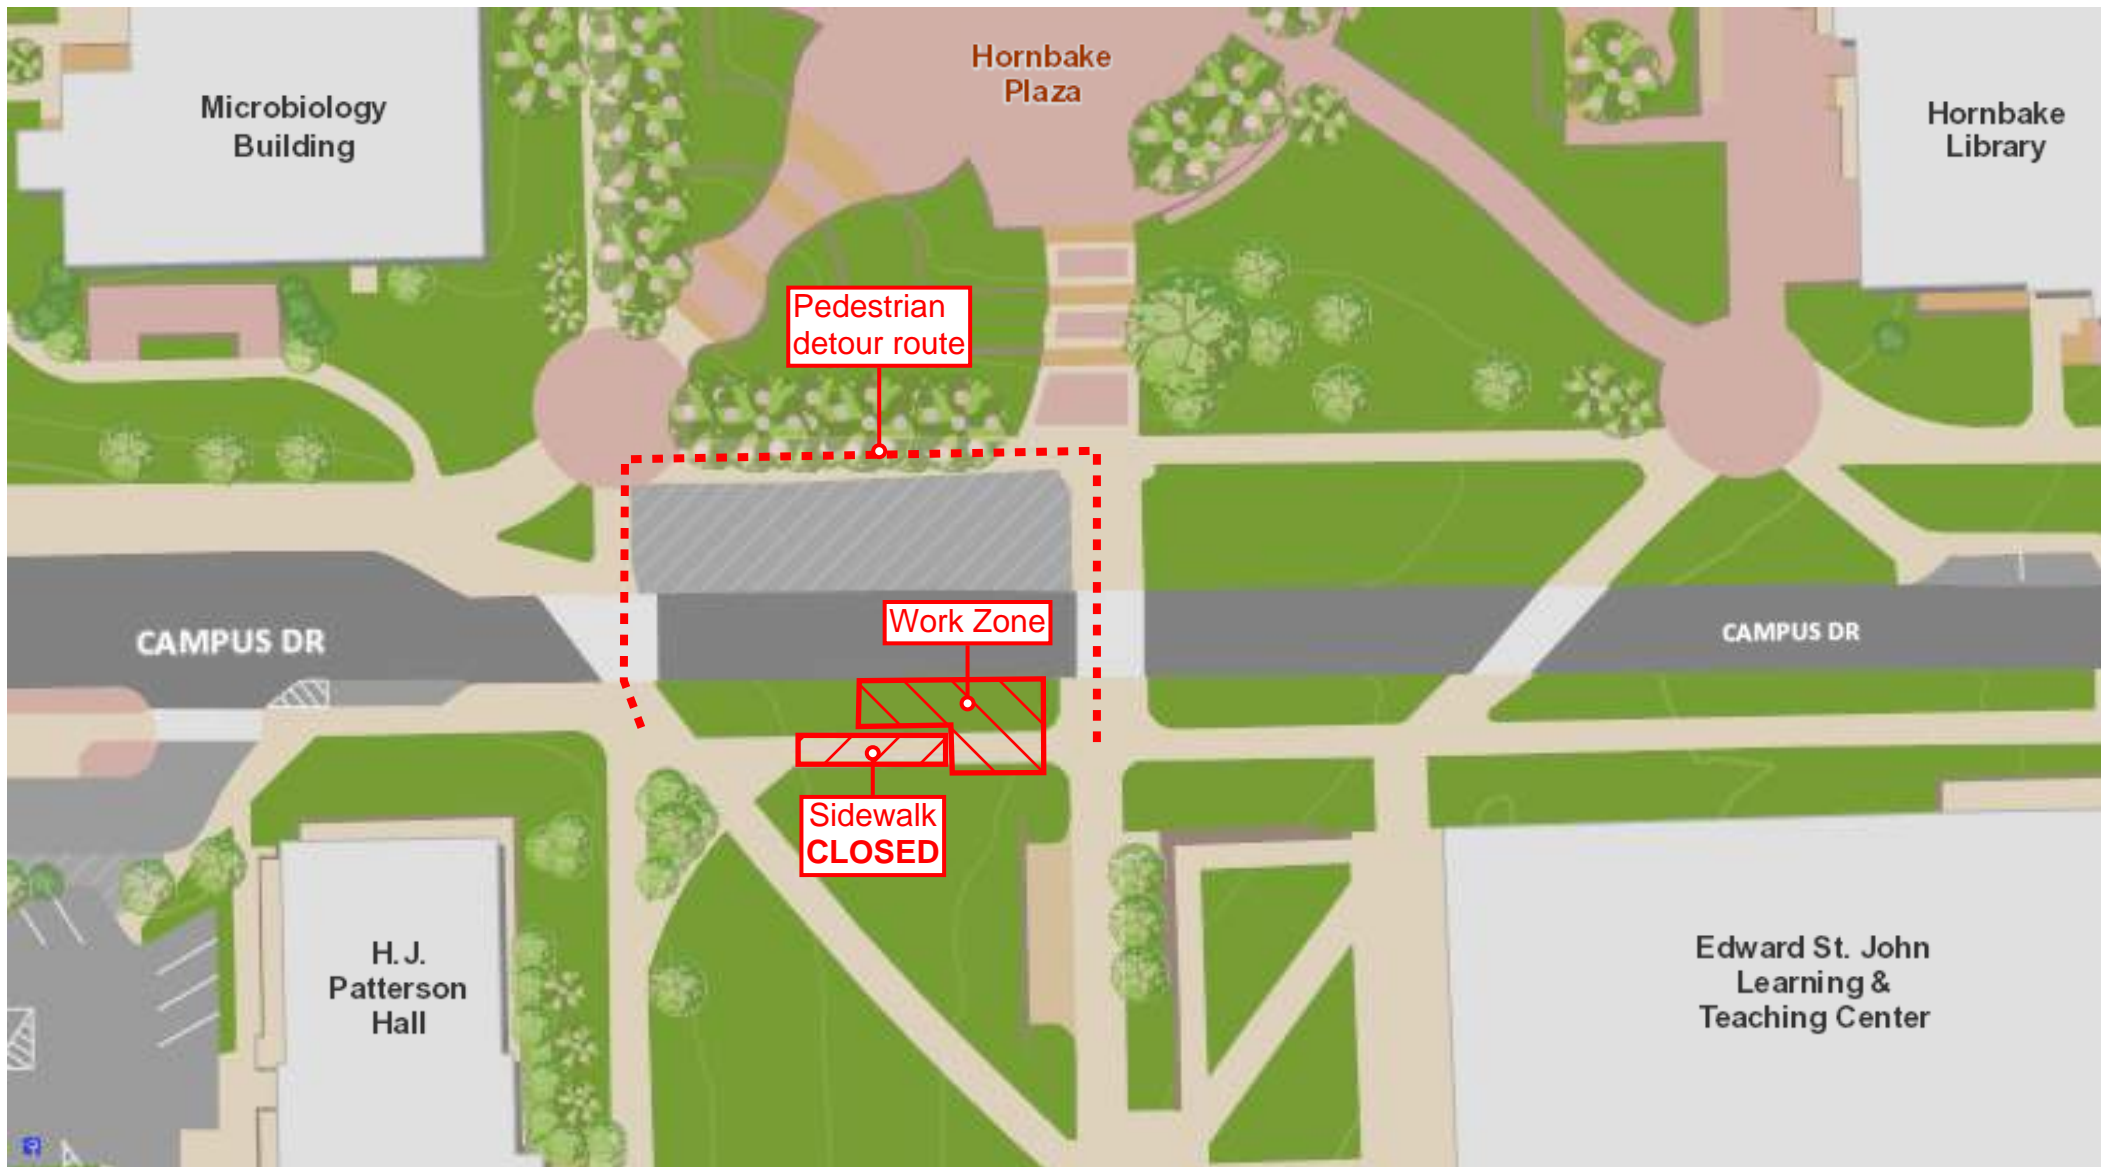 Hornbake
Plaza
Microbiology
Building
Hornbake
Library
Pedestrian
detour route
Work Zone
CAMPUS DR
CAMPUS DR
Sidewalk
CLOSED
H.J.
Patterson
Hall
Edward St. John
Learning &
Teaching Center